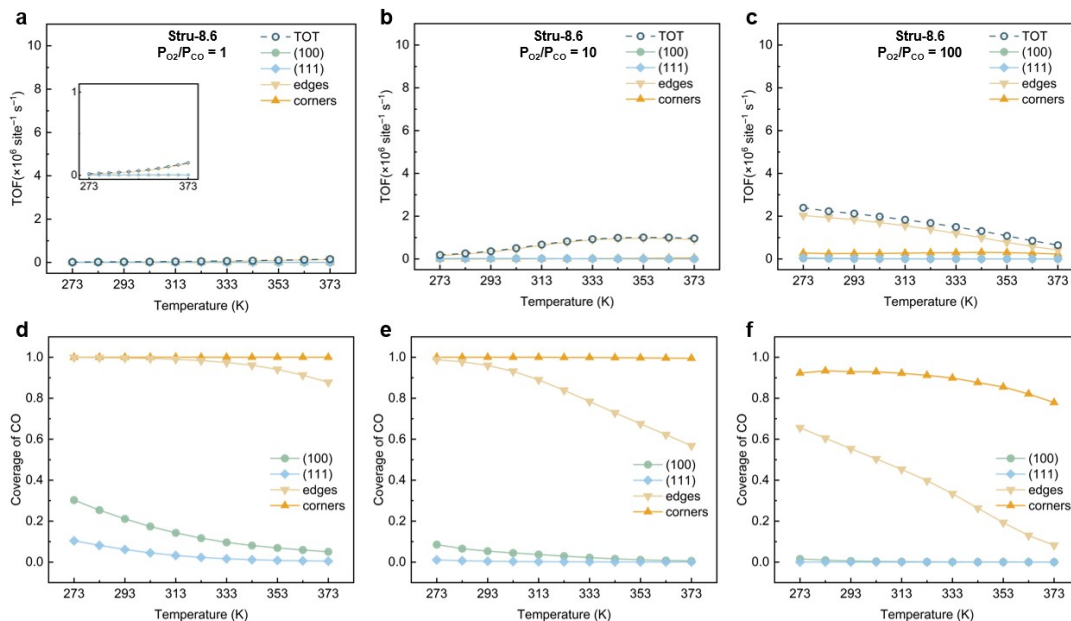 a
Stru-8.6
P_O2/P_CO = 1
TOT
(100)
(111)
edges
corners
10
8
6
4
2
0
1
0
273
373
TOF(×10⁶ site⁻¹ s⁻¹)
273 293 313 333 353 373
Temperature (K)
b
Stru-8.6
P_O2/P_CO = 10
TOT
(100)
(111)
edges
corners
10
8
6
4
2
0
TOF(×10⁶ site⁻¹ s⁻¹)
273 293 313 333 353 373
Temperature (K)
c
Stru-8.6
P_O2/P_CO = 100
TOT
(100)
(111)
edges
corners
10
8
6
4
2
0
TOF(×10⁶ site⁻¹ s⁻¹)
273 293 313 333 353 373
Temperature (K)
d
1.0
0.8
0.6
0.4
0.2
0.0
Coverage of CO
(100)
(111)
edges
corners
273 293 313 333 353 373
Temperature (K)
e
1.0
0.8
0.6
0.4
0.2
0.0
Coverage of CO
(100)
(111)
edges
corners
273 293 313 333 353 373
Temperature (K)
f
1.0
0.8
0.6
0.4
0.2
0.0
Coverage of CO
(100)
(111)
edges
corners
273 293 313 333 353 373
Temperature (K)